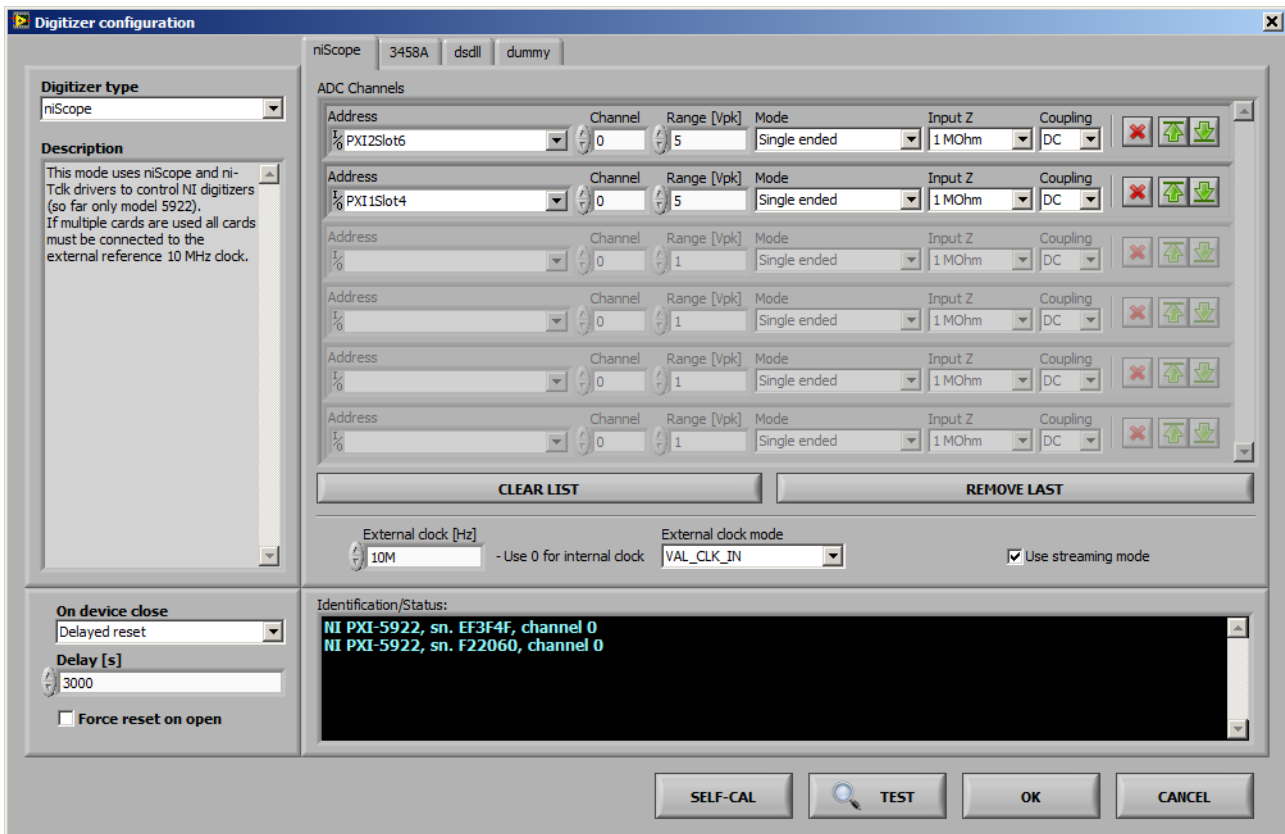 Digitizer configuration
niScope 3458A dsdll dummy
Digitizer type
niScope
Description
This mode uses niScope and ni-
Tclk drivers to control NI digitizers
(so far only model 5922).
If multiple cards are used all cards
must be connected to the
external reference 10 MHz clock.
ADC Channels
Address Channel Range [Vpk] Mode Input Z Coupling
PXI2Slot6 0 5 Single ended 1 MOhm DC
Address Channel Range [Vpk] Mode Input Z Coupling
PXI1Slot4 0 5 Single ended 1 MOhm DC
Address Channel Range [Vpk] Mode Input Z Coupling
0 1 Single ended 1 MOhm DC
Address Channel Range [Vpk] Mode Input Z Coupling
0 1 Single ended 1 MOhm DC
Address Channel Range [Vpk] Mode Input Z Coupling
0 1 Single ended 1 MOhm DC
Address Channel Range [Vpk] Mode Input Z Coupling
0 1 Single ended 1 MOhm DC
CLEAR LIST REMOVE LAST
External clock [Hz] External clock mode
10M - Use 0 for internal clock VAL_CLK_IN Use streaming mode
On device close
Delayed reset
Delay [s]
3000
Force reset on open
Identification/Status:
NI PXI-5922, sn. EF3F4F, channel 0
NI PXI-5922, sn. F22060, channel 0
SELF-CAL TEST OK CANCEL